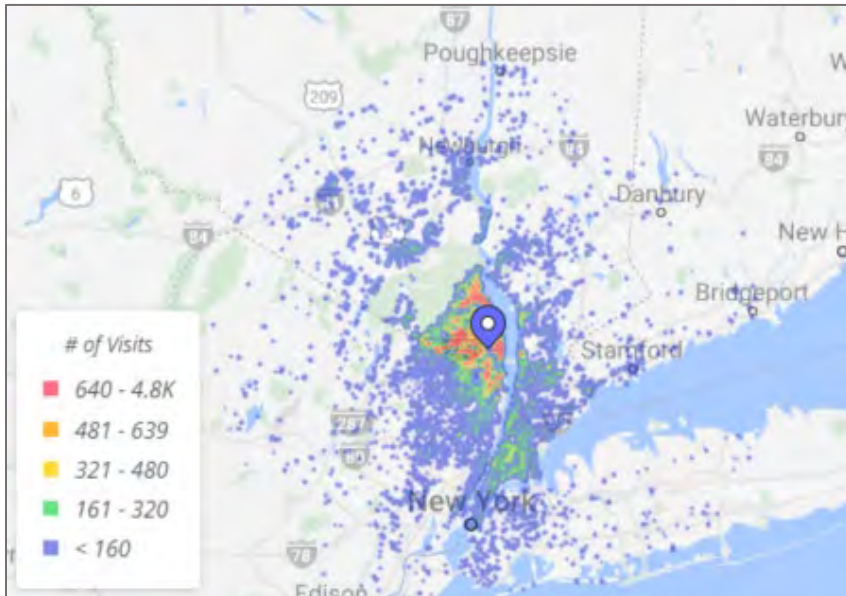 87
Poughkeepsie
209
Waterbury
84
Newburgh
84
6
Danbury
84
New H
Bridgeport
# of Visits
Stamford
640 - 4.8K
481 - 639
287
321 - 480
80
161 - 320
New York
< 160
78
Edison